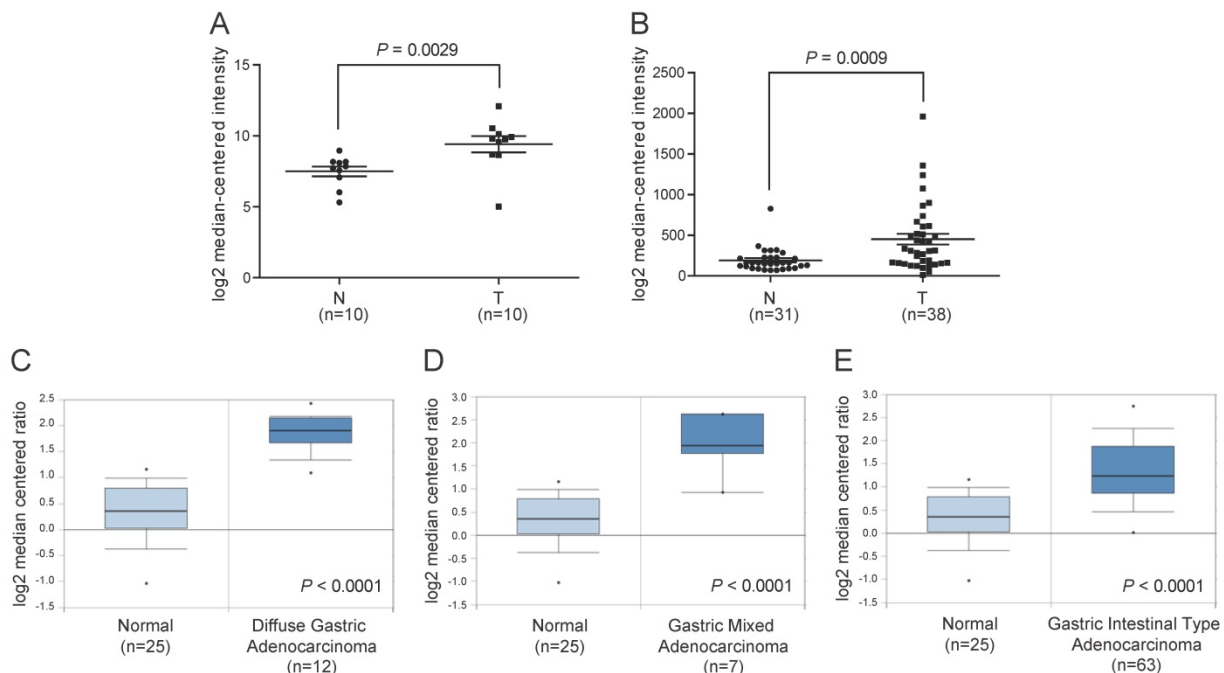 A
log2 median-centered intensity
15
10
5
0
P = 0.0029
N
(n=10)
T
(n=10)
B
log2 median-centered intensity
2500
2000
1500
1000
500
0
P = 0.0009
N
(n=31)
T
(n=38)
C
log2 median centered ratio
2.5
2.0
1.5
1.0
0.5
0.0
-0.5
-1.0
-1.5
P < 0.0001
Normal
(n=25)
Diffuse Gastric
Adenocarcinoma
(n=12)
D
log2 median centered ratio
3.0
2.5
2.0
1.5
1.0
0.5
0.0
-0.5
-1.0
-1.5
P < 0.0001
Normal
(n=25)
Gastric Mixed
Adenocarcinoma
(n=7)
E
log2 median centered ratio
3.0
2.5
2.0
1.5
1.0
0.5
0.0
-0.5
-1.0
-1.5
P < 0.0001
Normal
(n=25)
Gastric Intestinal Type
Adenocarcinoma
(n=63)